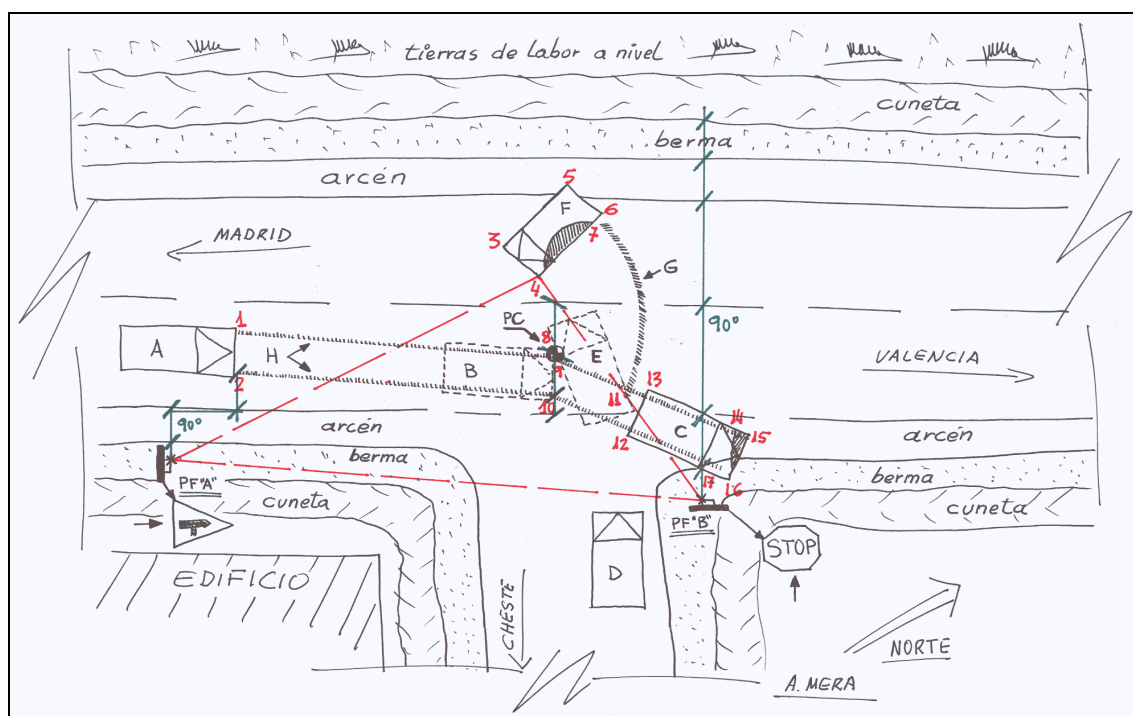 tierras de labor a nivel
cuneta
berma
arcén
5
F
6
3
7
MADRID
G
4
90º
PC
1
8
A
H
E
VALENCIA
B
9
2
13
11
10
14
C
15
12
90º
arcén
arcén
berma
berma
17
16
PF"A"
cuneta
PF"B"
cuneta
STOP
D
EDIFICIO
CHESTE
NORTE
A. MERA